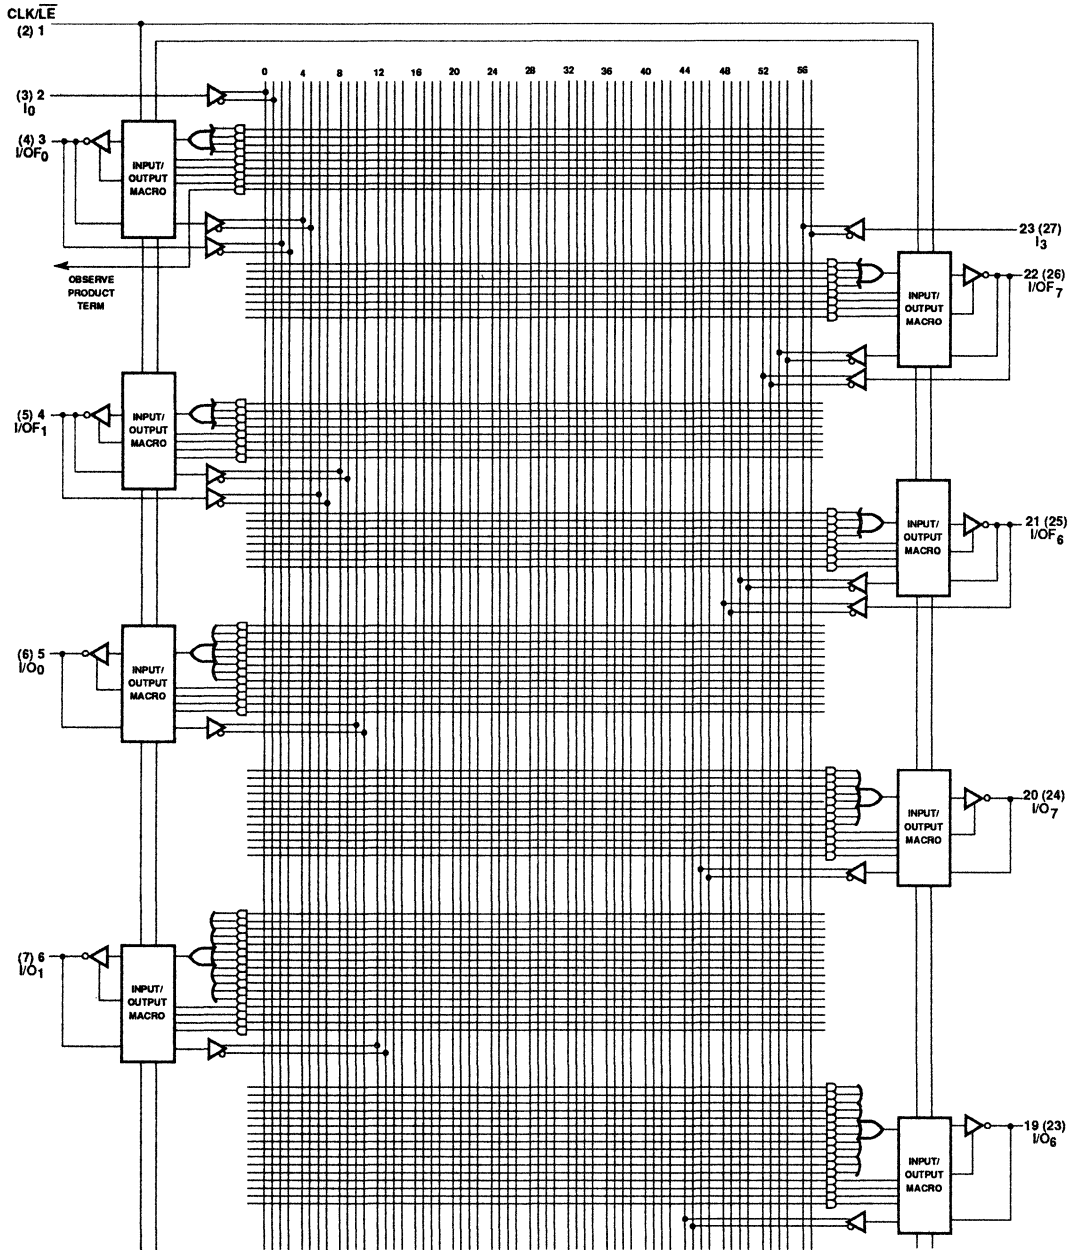 CLK/LE
(2) 1
0 4 8 12 16 20 24 28 32 36 40 44 48 52 56
(3) 2
I0
(4) 3
I/OF0
INPUT/
OUTPUT
MACRO
OBSERVE
PRODUCT
TERM
23 (27)
I3
22 (26)
I/OF7
INPUT/
OUTPUT
MACRO
(5) 4
I/OF1
INPUT/
OUTPUT
MACRO
21 (25)
I/OF6
INPUT/
OUTPUT
MACRO
(6) 5
I/O0
INPUT/
OUTPUT
MACRO
20 (24)
I/O7
INPUT/
OUTPUT
MACRO
(7) 6
I/O1
INPUT/
OUTPUT
MACRO
19 (23)
I/O6
INPUT/
OUTPUT
MACRO